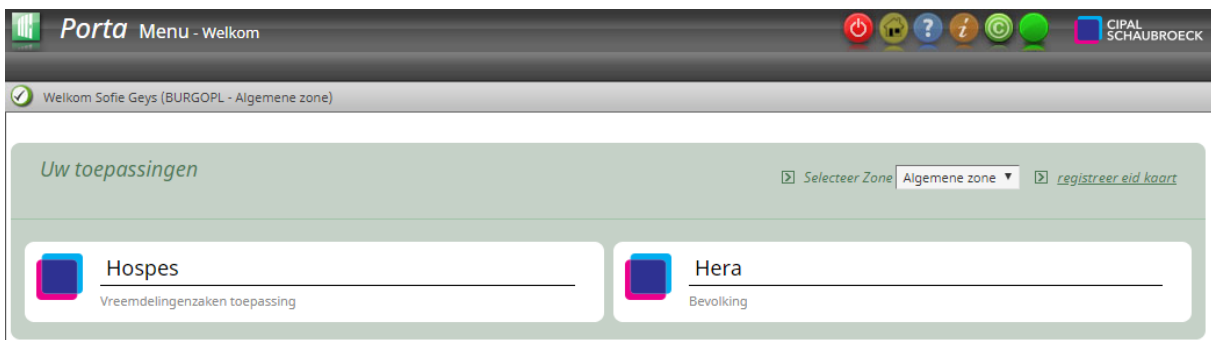 Porta Menu - Welkom
CIPAL
SCHAUBROECK
Welkom Sofie Geys (BURGOPL - Algemene zone)
Uw toepassingen
Selecteer Zone Algemene zone registreer eid kaart
Hospes
Vreemdelingenzaken toepassing
Hera
Bevolking